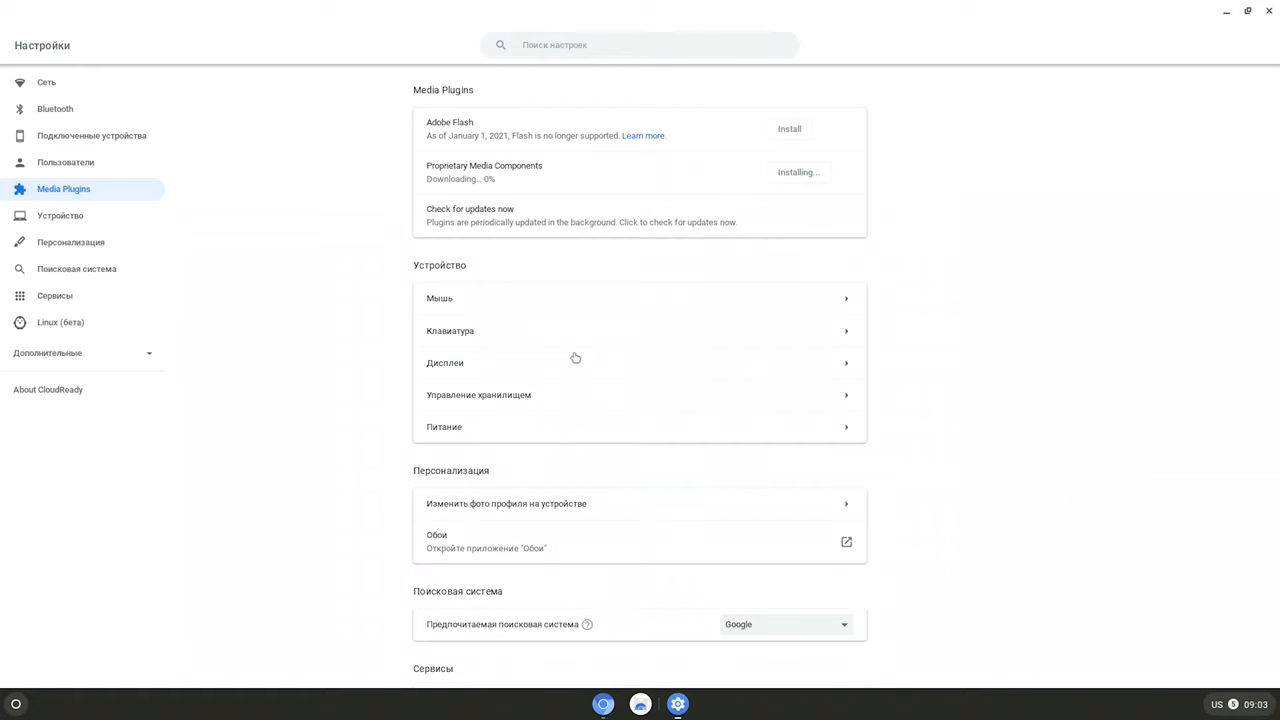 Настройки
Поиск настроек
Сеть
Bluetooth
Подключенные устройства
Пользователи
Media Plugins
Устройство
Персонализация
Поисковая система
Сервисы
Linux (бета)
Дополнительные
About CloudReady
Media Plugins
Adobe Flash
As of January 1, 2021, Flash is no longer supported. Learn more.
Install
Proprietary Media Components
Downloading... 0%
Installing...
Check for updates now
Plugins are periodically updated in the background. Click to check for updates now.
Устройство
Мышь
Клавиатура
Дисплеи
Управление хранилищем
Питание
Персонализация
Изменить фото профиля на устройстве
Обои
Откройте приложение "Обои"
Поисковая система
Предпочитаемая поисковая система
Google
Сервисы
US 5 09:03